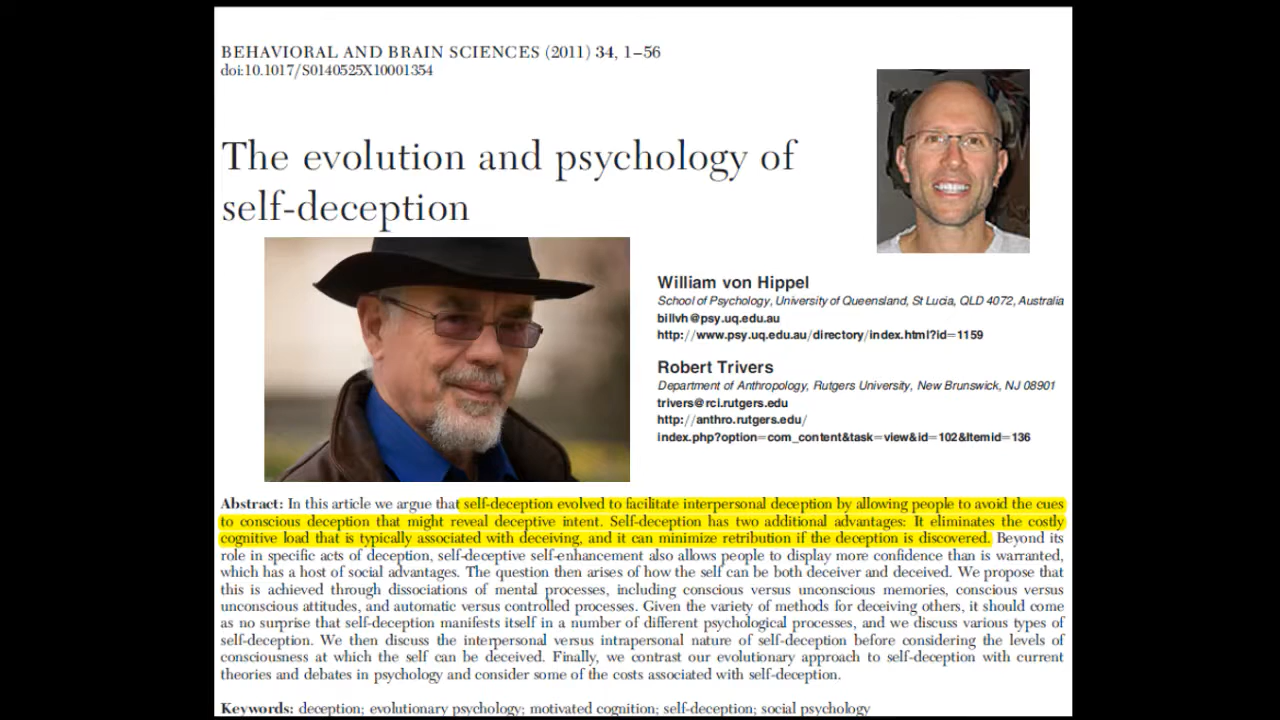 BEHAVIORAL AND BRAIN SCIENCES (2011) 34, 1–56
doi:10.1017/S0140525X10001354
The evolution and psychology of
self-deception
William von Hippel
School of Psychology, University of Queensland, St Lucia, QLD 4072, Australia
billvh@psy.uq.edu.au
http://www.psy.uq.edu.au/directory/index.html?id=1159
Robert Trivers
Department of Anthropology, Rutgers University, New Brunswick, NJ 08901
trivers@rci.rutgers.edu
http://anthro.rutgers.edu/
index.php?option=com_content&task=view&id=102&Itemid=136
Abstract: In this article we argue that self-deception evolved to facilitate interpersonal deception by allowing people to avoid the cues
to conscious deception that might reveal deceptive intent. Self-deception has two additional advantages: It eliminates the costly
cognitive load that is typically associated with deceiving, and it can minimize retribution if the deception is discovered. Beyond its
role in specific acts of deception, self-deceptive self-enhancement also allows people to display more confidence than is warranted,
which has a host of social advantages. The question then arises of how the self can be both deceiver and deceived. We propose that
this is achieved through dissociations of mental processes, including conscious versus unconscious memories, conscious versus
unconscious attitudes, and automatic versus controlled processes. Given the variety of methods for deceiving others, it should come
as no surprise that self-deception manifests itself in a number of different psychological processes, and we discuss various types of
self-deception. We then discuss the interpersonal versus intrapersonal nature of self-deception before considering the levels of
consciousness at which the self can be deceived. Finally, we contrast our evolutionary approach to self-deception with current
theories and debates in psychology and consider some of the costs associated with self-deception.
Keywords: deception; evolutionary psychology; motivated cognition; self-deception; social psychology